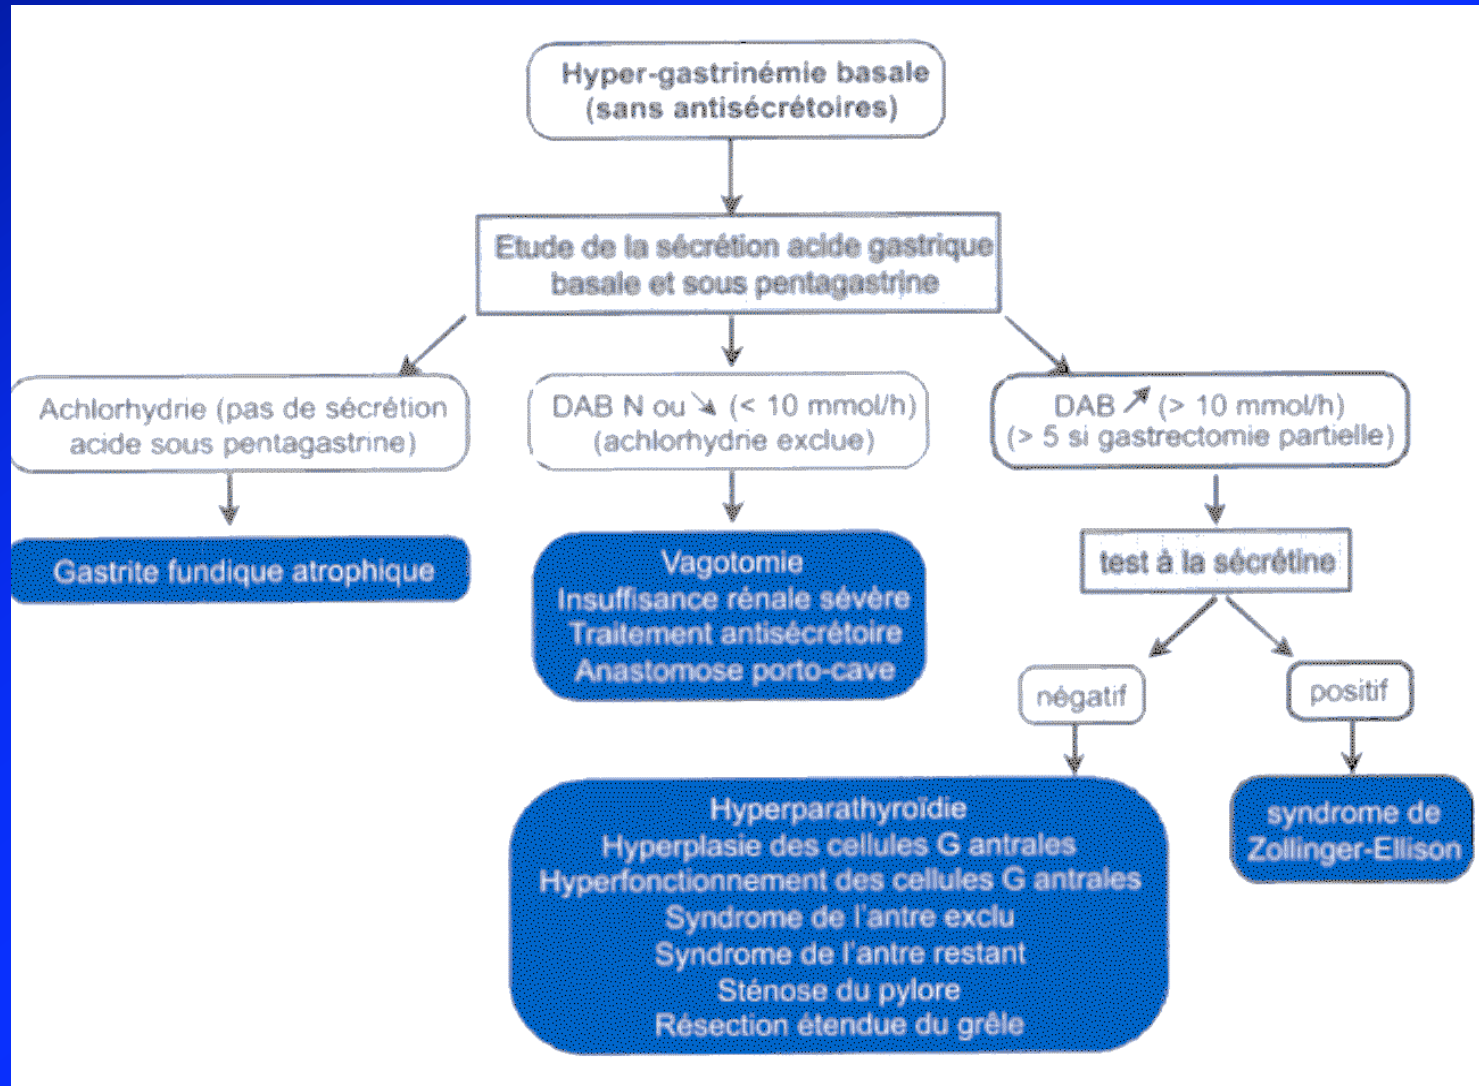 Hyper-gastrinémie basale
(sans antisécrétoires)
Etude de la sécrétion acide gastrique
basale et sous pentagastrine
Achlorhydrie (pas de sécrétion
acide sous pentagastrine)
DAB N ou ↘ (< 10 mmol/h)
(achlorhydrie exclue)
DAB ↗ (> 10 mmol/h)
(> 5 si gastrectomie partielle)
Gastrite fundique atrophique
Vagotomie
Insuffisance rénale sévère
Traitement antisécrétoire
Anastomose porto-cave
test à la sécrétine
négatif
positif
Hyperparathyroïdie
Hyperplasie des cellules G antrales
Hyperfonctionnement des cellules G antrales
Syndrome de l'antre exclu
Syndrome de l'antre restant
Sténose du pylore
Résection étendue du grêle
syndrome de
Zollinger-Ellison